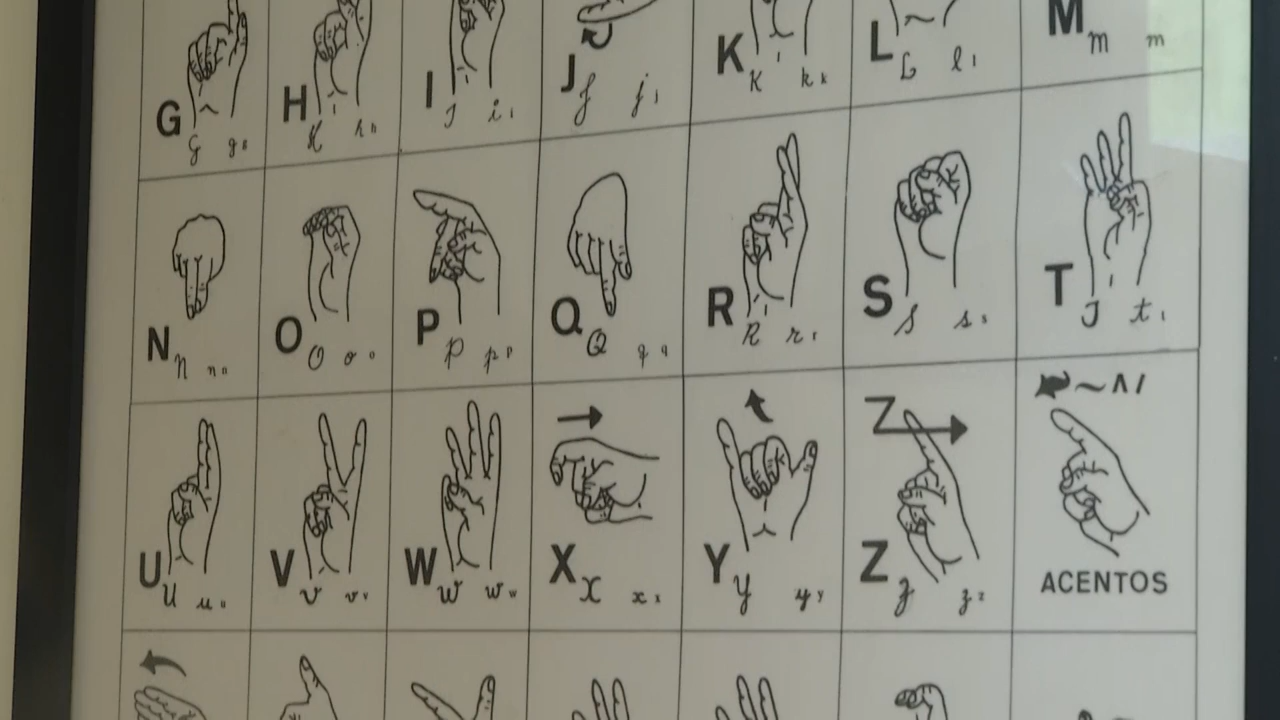 G G g g
H H h h
I I i i
J J j j
K K k k
L L l l
M m m
N n n n
O O o o
P P p p
Q Q q q
R R r r
S S s s
T T t t
U U u u
V V v v
W W w w
X X x x
Y Y y y
Z Z z z
Z
~ ^ /
ACENTOS